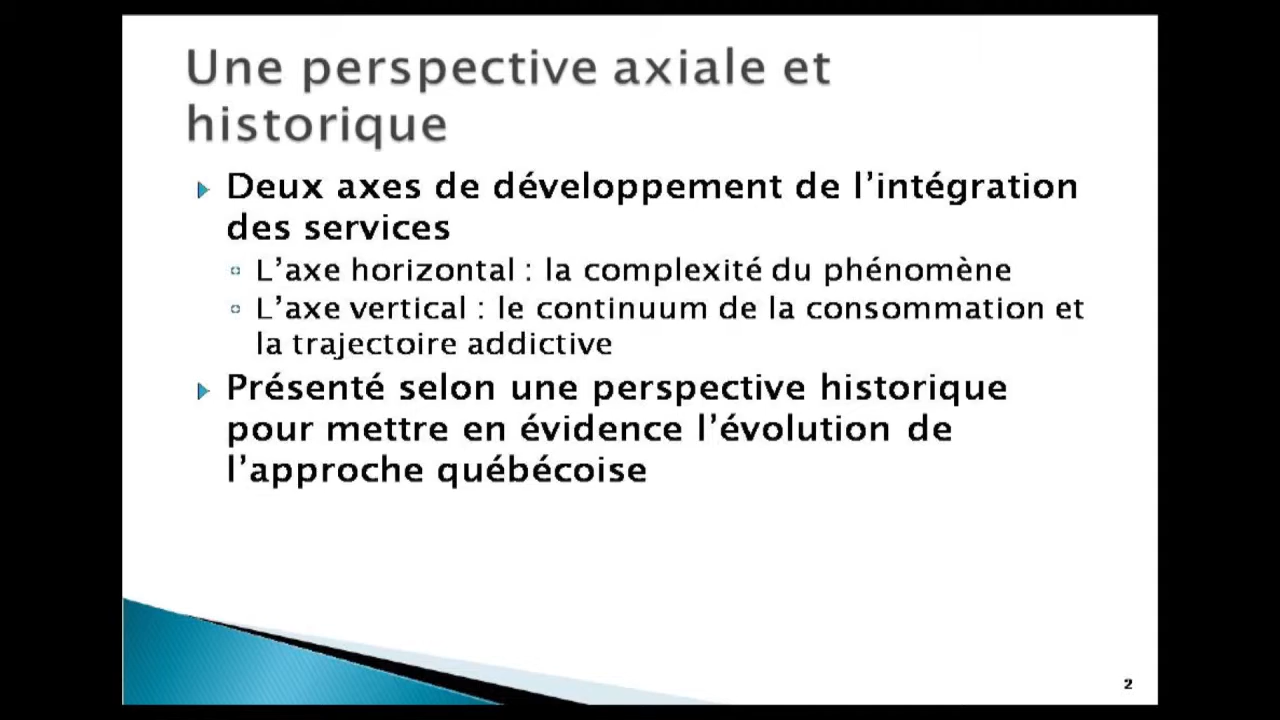 Une perspective axiale et
historique
Deux axes de développement de l’intégration
des services
L’axe horizontal : la complexité du phénomène
L’axe vertical : le continuum de la consommation et
la trajectoire addictive
Présenté selon une perspective historique
pour mettre en évidence l’évolution de
l’approche québécoise
2